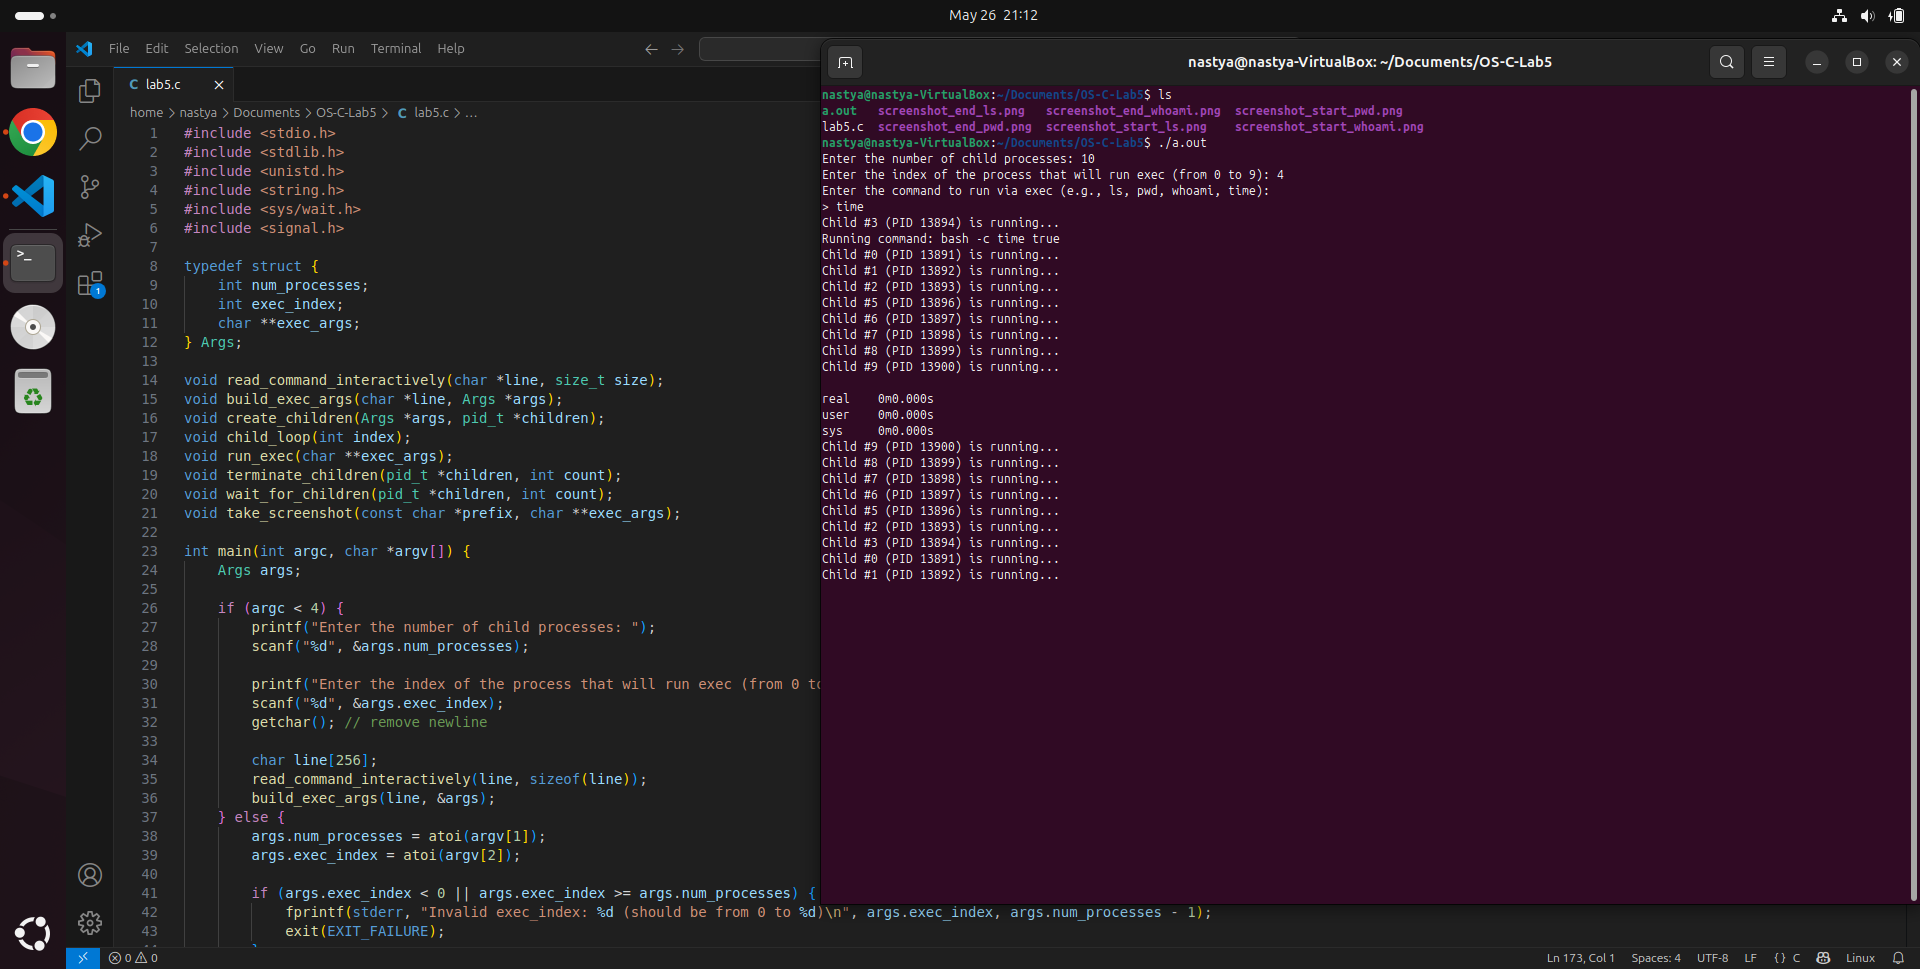 May 26 21:12
File Edit Selection View Go Run Terminal Help
lab5.c
home > nastya > Documents > OS-C-Lab5 > C lab5.c > ...
1 #include <stdio.h>
2 #include <stdlib.h>
3 #include <unistd.h>
4 #include <string.h>
5 #include <sys/wait.h>
6 #include <signal.h>
7
8 typedef struct {
9 int num_processes;
10 int exec_index;
11 char **exec_args;
12 } Args;
13
14 void read_command_interactively(char *line, size_t size);
15 void build_exec_args(char *line, Args *args);
16 void create_children(Args *args, pid_t *children);
17 void child_loop(int index);
18 void run_exec(char **exec_args);
19 void terminate_children(pid_t *children, int count);
20 void wait_for_children(pid_t *children, int count);
21 void take_screenshot(const char *prefix, char **exec_args);
22
23 int main(int argc, char *argv[]) {
24 Args args;
25
26 if (argc < 4) {
27 printf("Enter the number of child processes: ");
28 scanf("%d", &args.num_processes);
29
30 printf("Enter the index of the process that will run exec (from 0 to
31 scanf("%d", &args.exec_index);
32 getchar(); // remove newline
33
34 char line[256];
35 read_command_interactively(line, sizeof(line));
36 build_exec_args(line, &args);
37 } else {
38 args.num_processes = atoi(argv[1]);
39 args.exec_index = atoi(argv[2]);
40
41 if (args.exec_index < 0 || args.exec_index >= args.num_processes) {
42 fprintf(stderr, "Invalid exec_index: %d (should be from 0 to %d)\n", args.exec_index, args.num_processes - 1);
43 exit(EXIT_FAILURE);
nastya@nastya-VirtualBox: ~/Documents/OS-C-Lab5
nastya@nastya-VirtualBox:~/Documents/OS-C-Lab5$ ls
a.out screenshot_end_ls.png screenshot_end_whoami.png screenshot_start_pwd.png
lab5.c screenshot_end_pwd.png screenshot_start_ls.png screenshot_start_whoami.png
nastya@nastya-VirtualBox:~/Documents/OS-C-Lab5$ ./a.out
Enter the number of child processes: 10
Enter the index of the process that will run exec (from 0 to 9): 4
Enter the command to run via exec (e.g., ls, pwd, whoami, time):
> time
Child #3 (PID 13894) is running...
Running command: bash -c time true
Child #0 (PID 13891) is running...
Child #1 (PID 13892) is running...
Child #2 (PID 13893) is running...
Child #5 (PID 13896) is running...
Child #6 (PID 13897) is running...
Child #7 (PID 13898) is running...
Child #8 (PID 13899) is running...
Child #9 (PID 13900) is running...
real 0m0.000s
user 0m0.000s
sys 0m0.000s
Child #9 (PID 13900) is running...
Child #8 (PID 13899) is running...
Child #7 (PID 13898) is running...
Child #6 (PID 13897) is running...
Child #5 (PID 13896) is running...
Child #2 (PID 13893) is running...
Child #3 (PID 13894) is running...
Child #0 (PID 13891) is running...
Child #1 (PID 13892) is running...
1
0 0
Ln 173, Col 1 Spaces: 4 UTF-8 LF {} C Linux